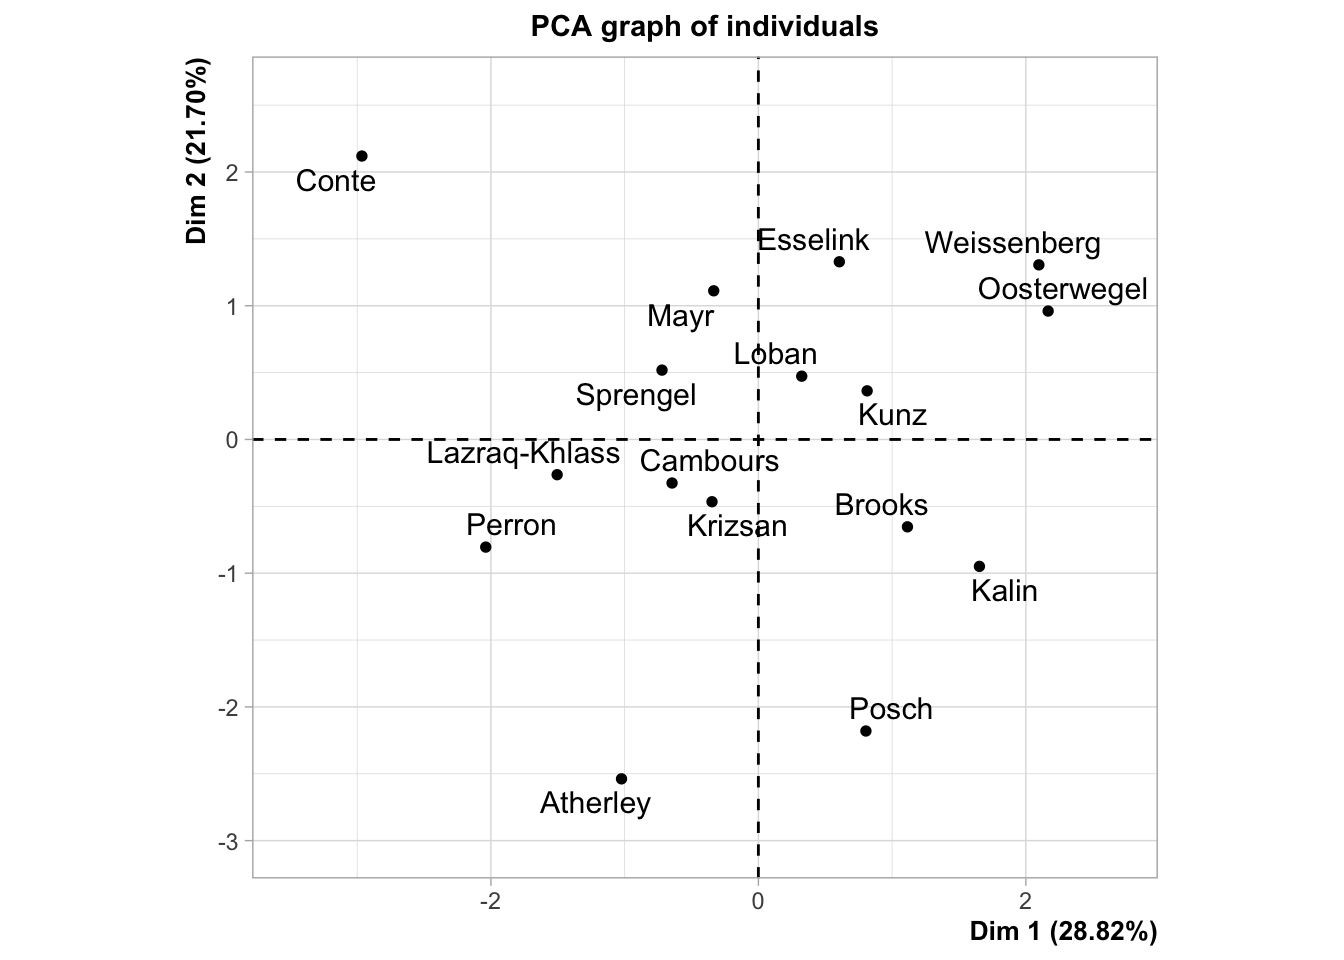 PCA graph of individuals
Dim 2 (21.70%)
2
1
0
-1
-2
-3
Conte
Esselink
Weissenberg
Oosterwegel
Mayr
Loban
Sprengel
Kunz
Lazraq-Khlass
Cambours
Brooks
Perron
Krizsan
Kalin
Posch
Atherley
-2
0
2
Dim 1 (28.82%)